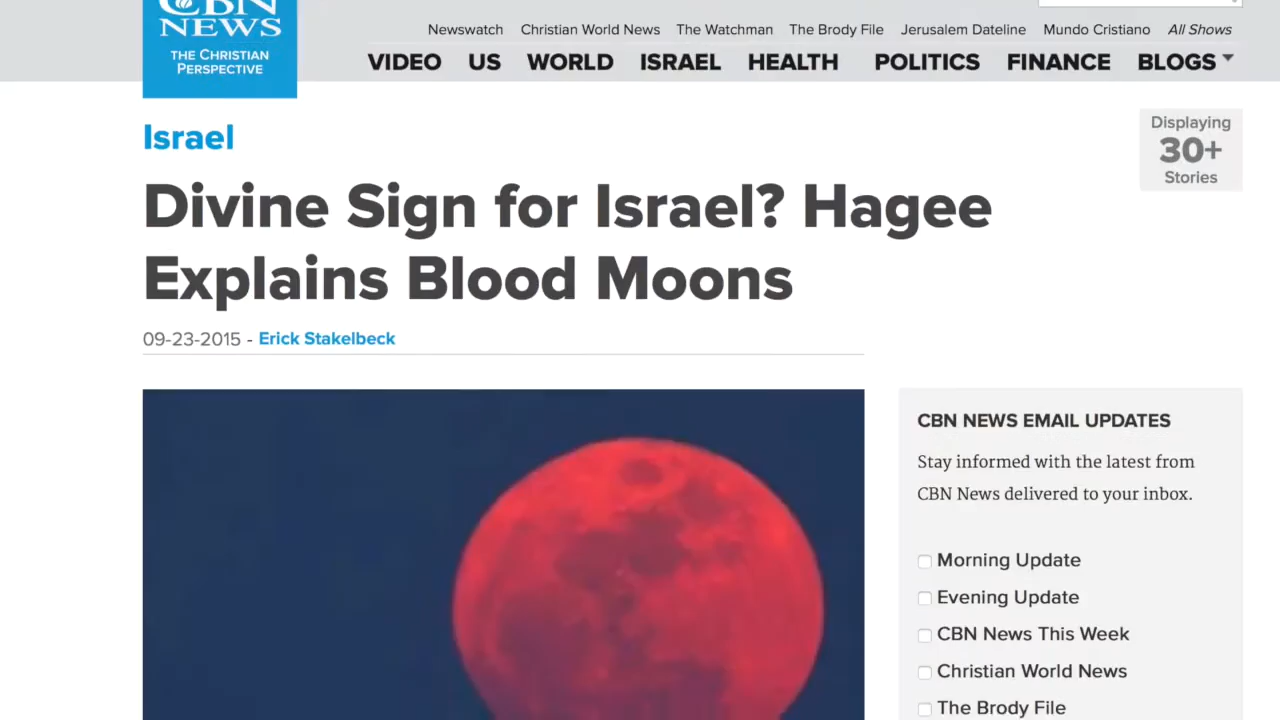 CBN
NEWS
THE CHRISTIAN
PERSPECTIVE
Newswatch Christian World News The Watchman The Brody File Jerusalem Dateline Mundo Cristiano All Shows
VIDEO US WORLD ISRAEL HEALTH POLITICS FINANCE BLOGS
Israel
Displaying
30+
Stories
Divine Sign for Israel? Hagee
Explains Blood Moons
09-23-2015 - Erick Stakelbeck
CBN NEWS EMAIL UPDATES
Stay informed with the latest from
CBN News delivered to your inbox.
Morning Update
Evening Update
CBN News This Week
Christian World News
The Brody File